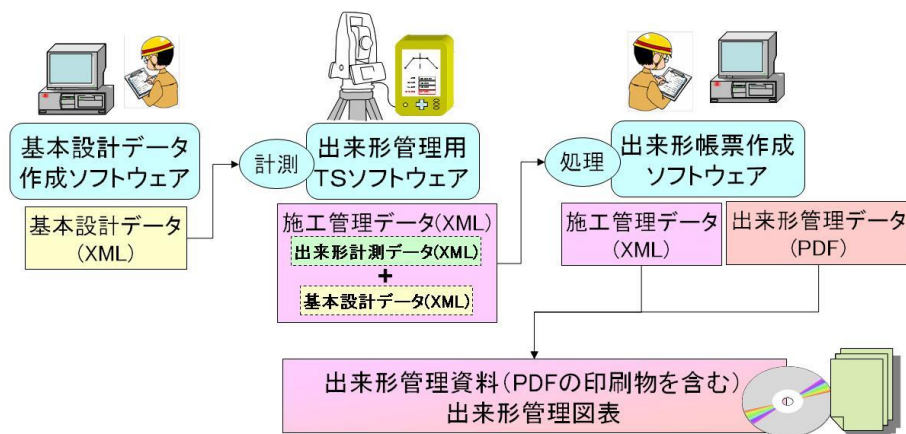 基本設計データ
作成ソフトウェア
計測
出来形管理用
TSソフトウェア
処理
出来形帳票作成
ソフトウェア
基本設計データ
(XML)
施工管理データ(XML)
出来形計測データ(XML)
+
基本設計データ(XML)
施工管理データ
(XML)
出来形管理データ
(PDF)
出来形管理資料(PDFの印刷物を含む)
出来形管理図表